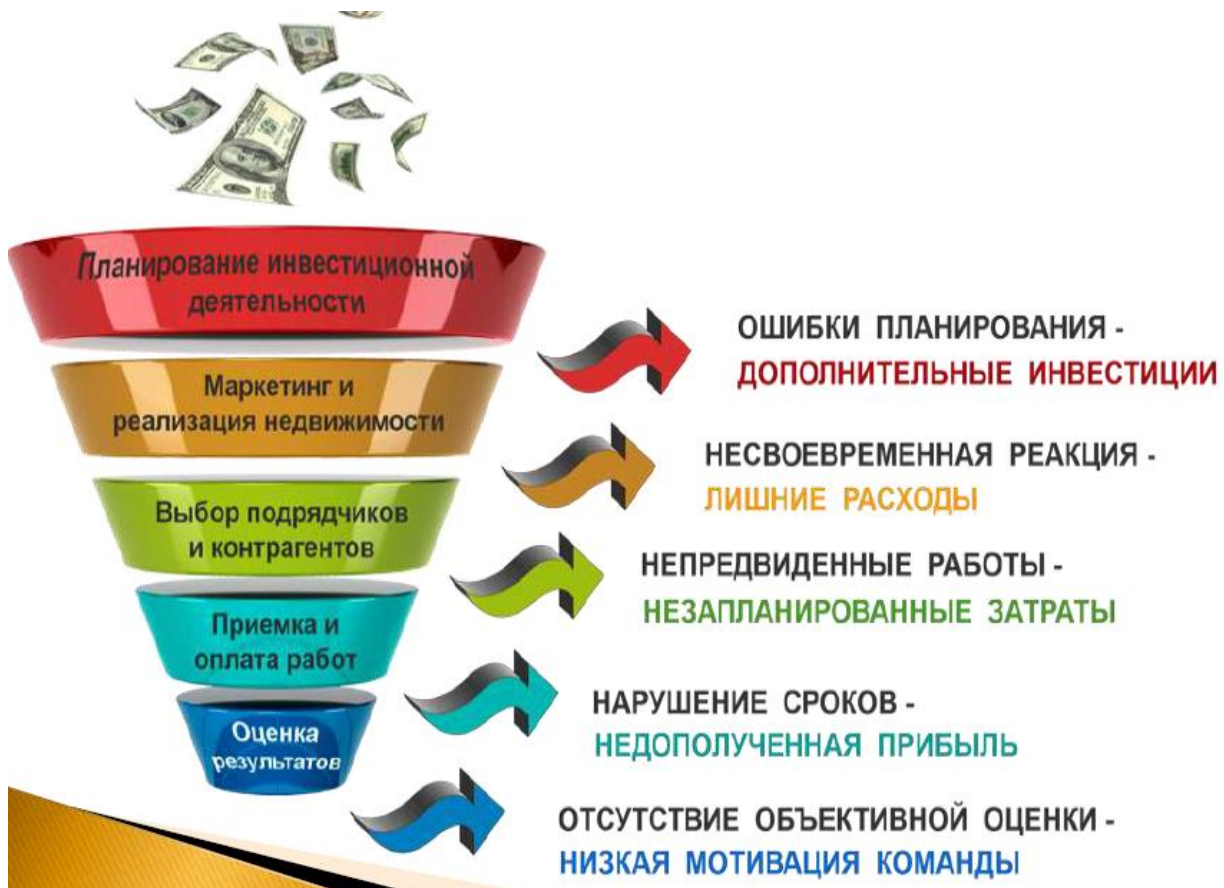 Планирование инвестиционной
деятельности
Маркетинг и
реализация недвижимости
Выбор подрядчиков
и контрагентов
Приемка и
оплата работ
Оценка
результатов
ОШИБКИ ПЛАНИРОВАНИЯ -
ДОПОЛНИТЕЛЬНЫЕ ИНВЕСТИЦИИ
НЕСВОЕВРЕМЕННАЯ РЕАКЦИЯ -
ЛИШНИЕ РАСХОДЫ
НЕПРЕДВИДЕННЫЕ РАБОТЫ -
НЕЗАПЛАНИРОВАННЫЕ ЗАТРАТЫ
НАРУШЕНИЕ СРОКОВ -
НЕДОПОЛУЧЕННАЯ ПРИБЫЛЬ
ОТСУТСТВИЕ ОБЪЕКТИВНОЙ ОЦЕНКИ -
НИЗКАЯ МОТИВАЦИЯ КОМАНДЫ